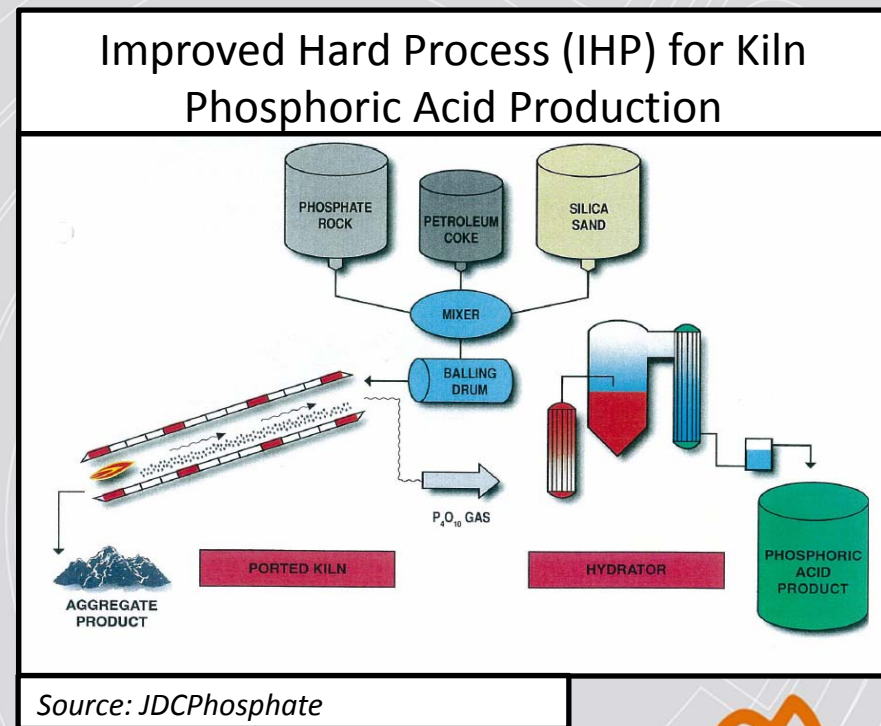 Improved Hard Process (IHP) for Kiln
Phosphoric Acid Production
PHOSPHATE
ROCK
PETROLEUM
COKE
SILICA
SAND
MIXER
BALLING
DRUM
P₄O₁₀ GAS
PORTED KILN
HYDRATOR
AGGREGATE
PRODUCT
PHOSPHORIC
ACID
PRODUCT
Source: JDCPhosphate